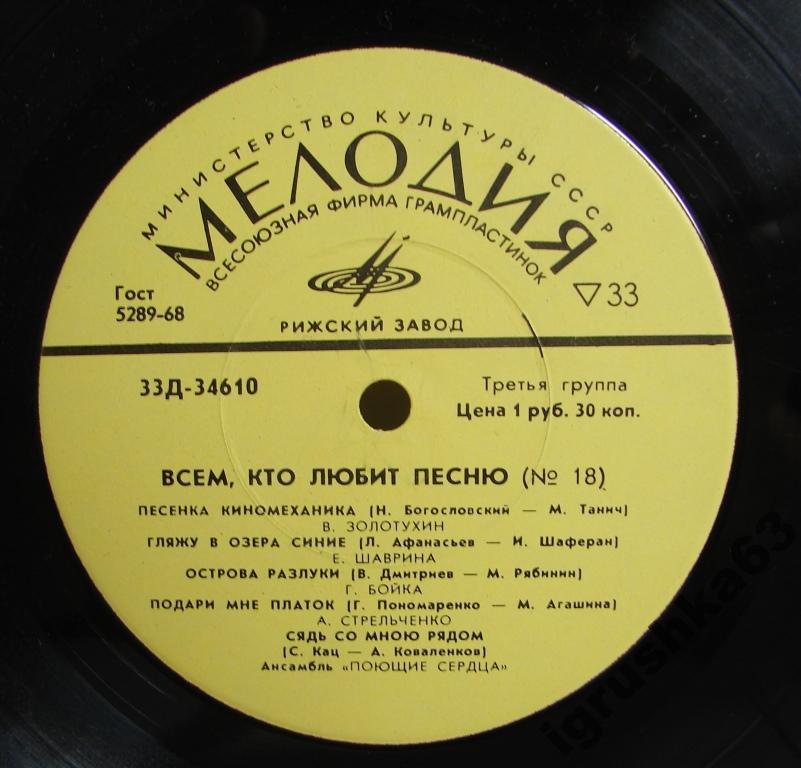 МИНИСТЕРСТВО КУЛЬТУРЫ СССР
МЕЛОДИЯ
ВСЕСОЮЗНАЯ ФИРМА ГРАМПЛАСТИНОК
Гост
5289-68
▽33
РИЖСКИЙ ЗАВОД
33Д-34610
Третья группа
Цена 1 руб. 30 коп.
ВСЕМ, КТО ЛЮБИТ ПЕСНЮ (№ 18)
ПЕСЕНКА КИНОМЕХАНИКА (Н. Богословский — М. Танич)
В. ЗОЛОТУХИН
ГЛЯЖУ В ОЗЕРА СИНИЕ (Л. Афанасьев — И. Шаферан)
Е. ШАВРИНА
ОСТРОВА РАЗЛУКИ (В. Дмитриев — М. Рябинин)
Г. БОЙКА
ПОДАРИ МНЕ ПЛАТОК (Г. Пономаренко — М. Агашина)
А. СТРЕЛЬЧЕНКО
СЯДЬ СО МНОЮ РЯДОМ
(С. Кац — А. Коваленков)
Ансамбль «ПОЮЩИЕ СЕРДЦА»
igrushka63